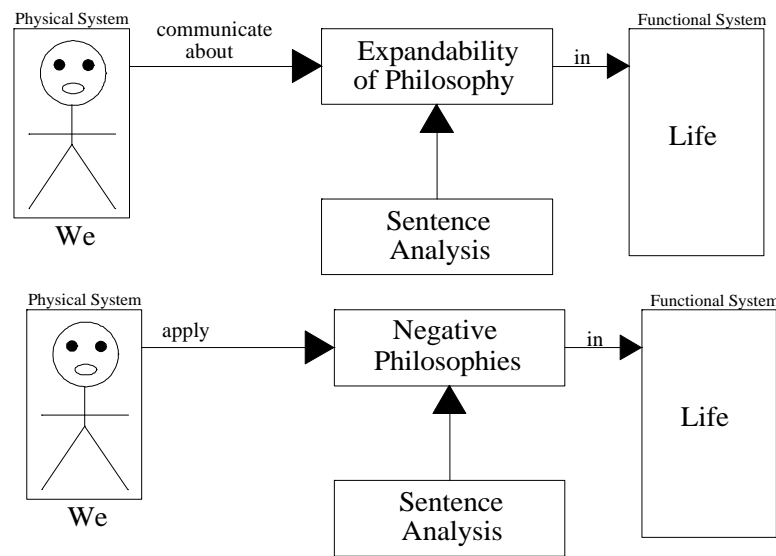 Physical System
communicate
about
Expandability
of Philosophy
in
Functional System
Life
We
Sentence
Analysis
Physical System
apply
Negative
Philosophies
in
Functional System
Life
We
Sentence
Analysis